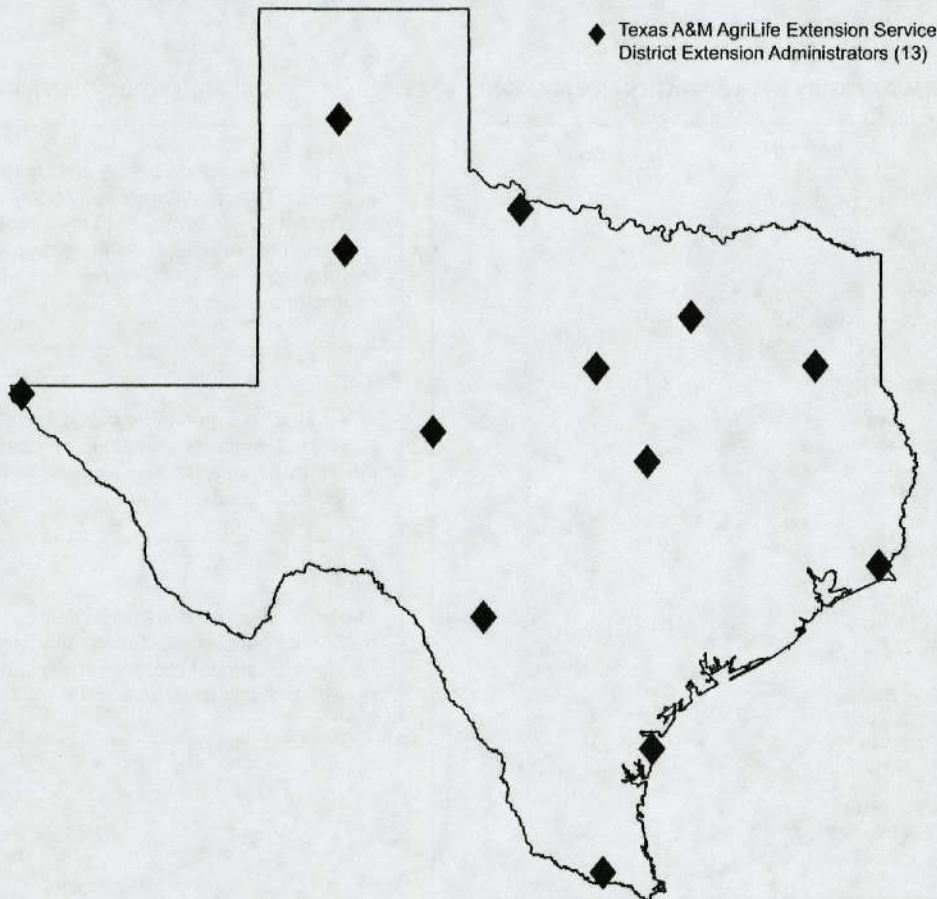 Texas A&M AgriLife Extension Service
District Extension Administrators (13)